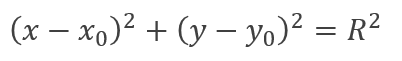 (x − x₀)² + (y − y₀)² = R²